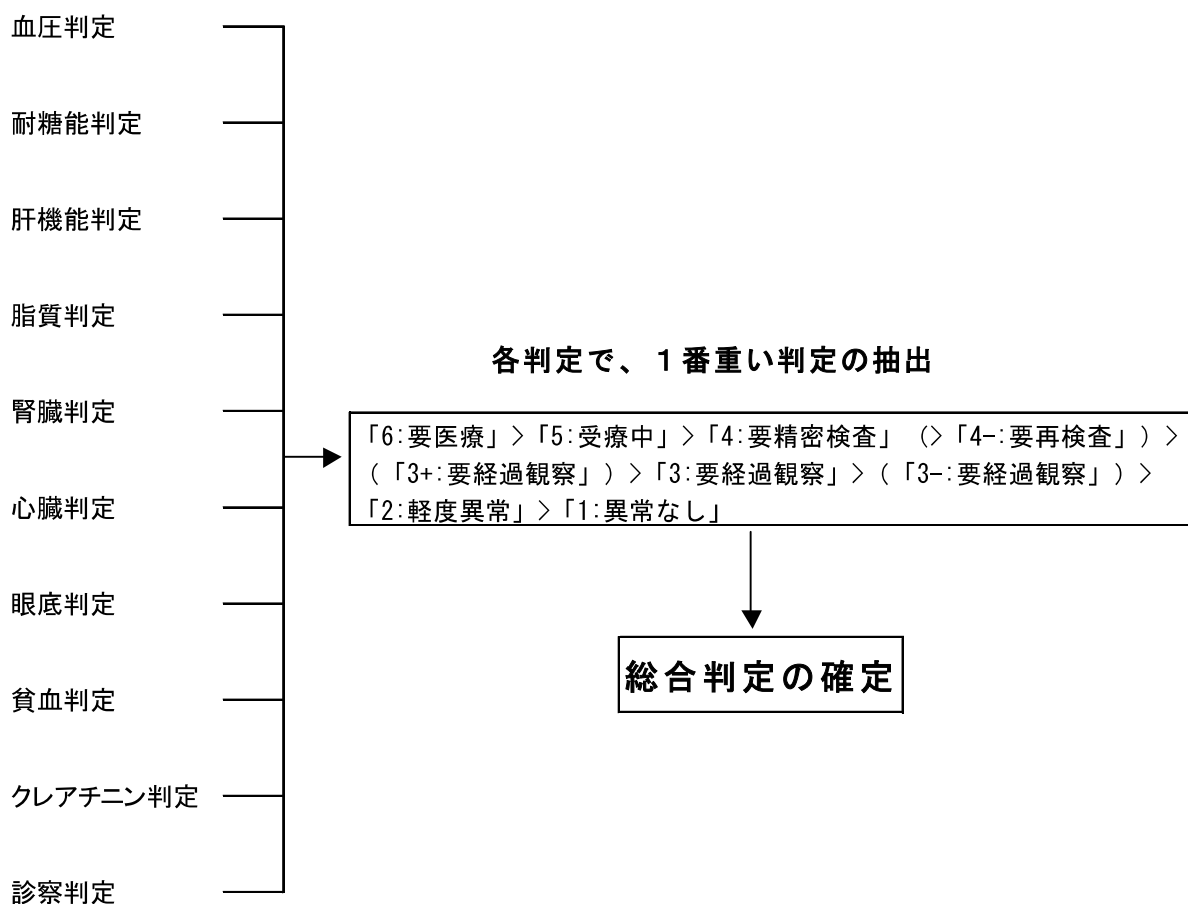 血圧判定
耐糖能判定
肝機能判定
脂質判定
腎臓判定
心臓判定
眼底判定
貧血判定
クレアチニン判定
診察判定
各判定で、１番重い判定の抽出
「6:要医療」>「5:受療中」>「4:要精密検査」（>「4-:要再検査」）>
（「3+:要経過観察」）>「3:要経過観察」>（「3-:要経過観察」）>
「2:軽度異常」>「1:異常なし」
総合判定の確定